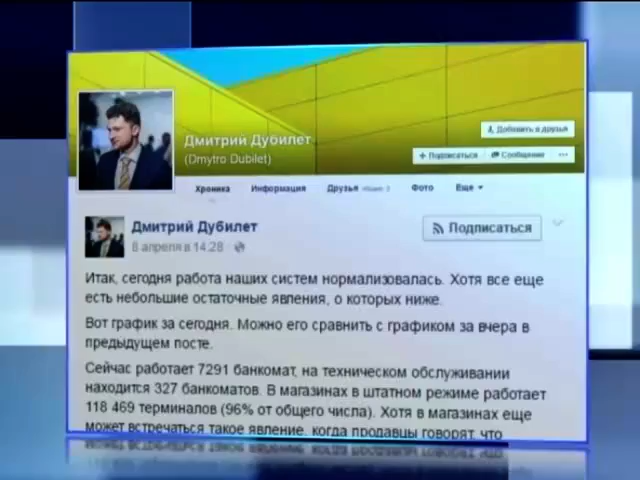 Дмитрий Дубилет
(Dmytro Dubilet)
Добавить в друзья
+ Подписаться
Сообщение
...
Хроника Информация Друзья Фото Еще
Дмитрий Дубилет
8 апреля в 14:28
Подписаться
Итак, сегодня работа наших систем нормализовалась. Хотя все еще
есть небольшие остаточные явления, о которых ниже.
Вот график за сегодня. Можно его сравнить с графиком за вчера в
предыдущем посте.
Сейчас работает 7291 банкомат, на техническом обслуживании
находится 327 банкоматов. В магазинах в штатном режиме работает
118 469 терминалов (96% от общего числа). Хотя в магазинах еще
может встречаться такое явление, когда продавцы говорят, что